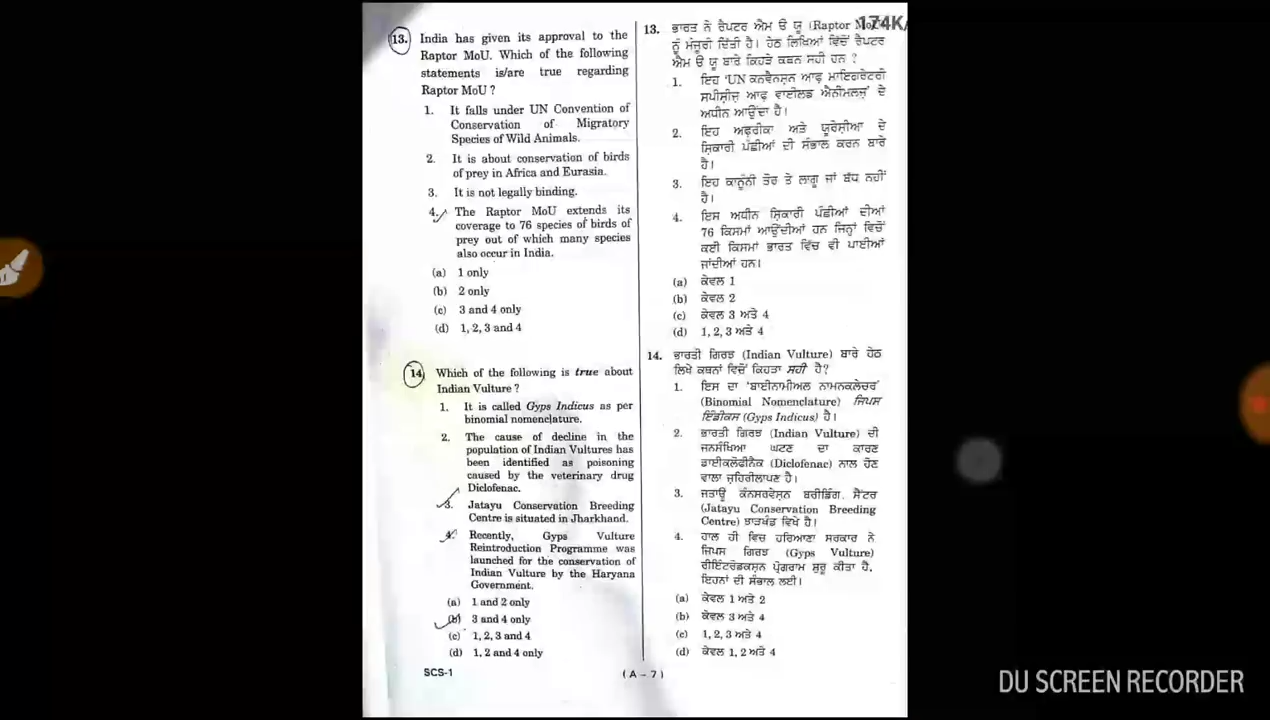 13. India has given its approval to the
Raptor MoU. Which of the following
statements is/are true regarding
Raptor MoU ?
1. It falls under UN Convention of
Conservation of Migratory
Species of Wild Animals.
2. It is about conservation of birds
of prey in Africa and Eurasia.
3. It is not legally binding.
4. The Raptor MoU extends its
coverage to 76 species of birds of
prey out of which many species
also occur in India.
(a) 1 only
(b) 2 only
(c) 3 and 4 only
(d) 1, 2, 3 and 4
14. Which of the following is true about
Indian Vulture ?
1. It is called Gyps Indicus as per
binomial nomenclature.
2. The cause of decline in the
population of Indian Vultures has
been identified as poisoning
caused by the veterinary drug
Diclofenac.
3. Jatayu Conservation Breeding
Centre is situated in Jharkhand.
4. Recently, Gyps Vulture
Reintroduction Programme was
launched for the conservation of
Indian Vulture by the Haryana
Government.
(a) 1 and 2 only
(b) 3 and 4 only
(c) 1, 2, 3 and 4
(d) 1, 2 and 4 only
13. ਭਾਰਤ ਨੇ ਰੈਪਟਰ ਐਮ ਓ ਯੂ (Raptor MoU)
ਨੂੰ ਮੰਜੂਰੀ ਦਿੱਤੀ ਹੈ। ਹੇਠ ਲਿਖਿਆਂ ਵਿੱਚੋਂ ਰੈਪਟਰ
ਐਮ ਓ ਯੂ ਬਾਰੇ ਕਿਹੜੇ ਕਥਨ ਸਹੀ ਹਨ ?
1. ਇਹ 'UN ਕਨਵੈਨਸ਼ਨ ਆਫ਼ ਮਾਇਗਰੇਟਰੀ
ਸਪੀਸ਼ੀਜ਼ ਆਫ਼ ਵਾਈਲਡ ਐਨੀਮਲਜ਼' ਦੇ
ਅਧੀਨ ਆਉਂਦਾ ਹੈ।
2. ਇਹ ਅਫ਼ਰੀਕਾ ਅਤੇ ਯੂਰੇਸ਼ੀਆ ਦੇ
ਸ਼ਿਕਾਰੀ ਪੰਛੀਆਂ ਦੀ ਸੰਭਾਲ ਕਰਨ ਬਾਰੇ
ਹੈ।
3. ਇਹ ਕਾਨੂੰਨੀ ਤੌਰ ਤੇ ਲਾਗੂ ਜਾਂ ਬੱਧ ਨਹੀਂ
ਹੈ।
4. ਇਸ ਅਧੀਨ ਸ਼ਿਕਾਰੀ ਪੰਛੀਆਂ ਦੀਆਂ
76 ਕਿਸਮਾਂ ਆਉਂਦੀਆਂ ਹਨ ਜਿਨ੍ਹਾਂ ਵਿਚੋਂ
ਕਈ ਕਿਸਮਾਂ ਭਾਰਤ ਵਿੱਚ ਵੀ ਪਾਈਆਂ
ਜਾਂਦੀਆਂ ਹਨ।
(a) ਕੇਵਲ 1
(b) ਕੇਵਲ 2
(c) ਕੇਵਲ 3 ਅਤੇ 4
(d) 1, 2, 3 ਅਤੇ 4
14. ਭਾਰਤੀ ਗਿਰਝ (Indian Vulture) ਬਾਰੇ ਹੇਠ
ਲਿਖੇ ਕਥਨਾਂ ਵਿਚੋਂ ਕਿਹੜਾ ਸਹੀ ਹੈ?
1. ਇਸ ਦਾ 'ਬਾਈਨਾਮੀਅਲ ਨਾਮਨਕਲੇਚਰ'
(Binomial Nomenclature) ਜਿਪਸ
ਇੰਡੀਕਸ (Gyps Indicus) ਹੈ।
2. ਭਾਰਤੀ ਗਿਰਝ (Indian Vulture) ਦੀ
ਜਨਸੰਖਿਆ ਘਟਣ ਦਾ ਕਾਰਣ
ਡਾਈਕਲੋਫੀਨੈਕ (Diclofenac) ਨਾਲ ਹੋਣ
ਵਾਲਾ ਜ਼ਹਿਰੀਲਾਪਣ ਹੈ।
3. ਜਤਾਊ ਕੰਨਸਰਵੇਸ਼ਨ ਬਰੀਡਿੰਗ ਸੈਂਟਰ
(Jatayu Conservation Breeding
Centre) ਝਾੜਖੰਡ ਵਿਖੇ ਹੈ।
4. ਹਾਲ ਹੀ ਵਿਚ ਹਰਿਆਣਾ ਸਰਕਾਰ ਨੇ
ਜਿਪਸ ਗਿਰਝ (Gyps Vulture)
ਰੀਇੰਟਰੋਡਕਸ਼ਨ ਪ੍ਰੋਗਰਾਮ ਸ਼ੁਰੂ ਕੀਤਾ ਹੈ,
ਇਹਨਾਂ ਦੀ ਸੰਭਾਲ ਲਈ।
(a) ਕੇਵਲ 1 ਅਤੇ 2
(b) ਕੇਵਲ 3 ਅਤੇ 4
(c) 1, 2, 3 ਅਤੇ 4
(d) ਕੇਵਲ 1, 2 ਅਤੇ 4
SCS-1
( A – 7 )
174K/
DU SCREEN RECORDER